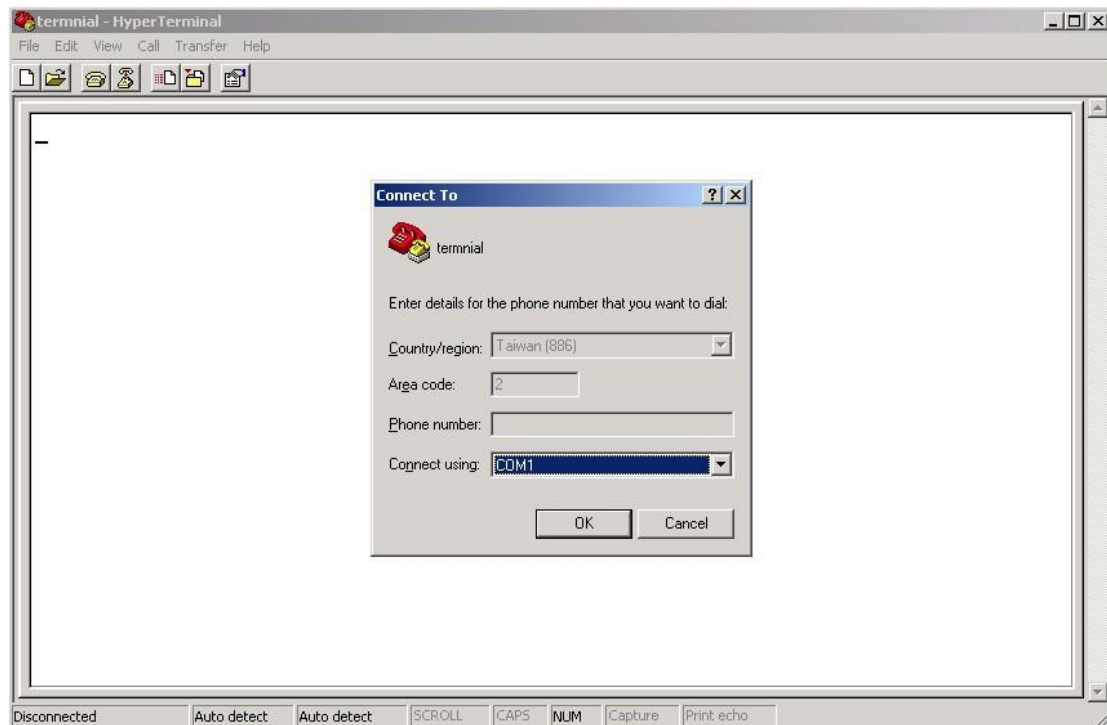 termnial - HyperTerminal
File Edit View Call Transfer Help
Connect To
termnial
Enter details for the phone number that you want to dial:
Country/region: Taiwan (886)
Area code: 2
Phone number:
Connect using: COM1
OK Cancel
Disconnected Auto detect Auto detect SCROLL CAPS NUM Capture Print echo